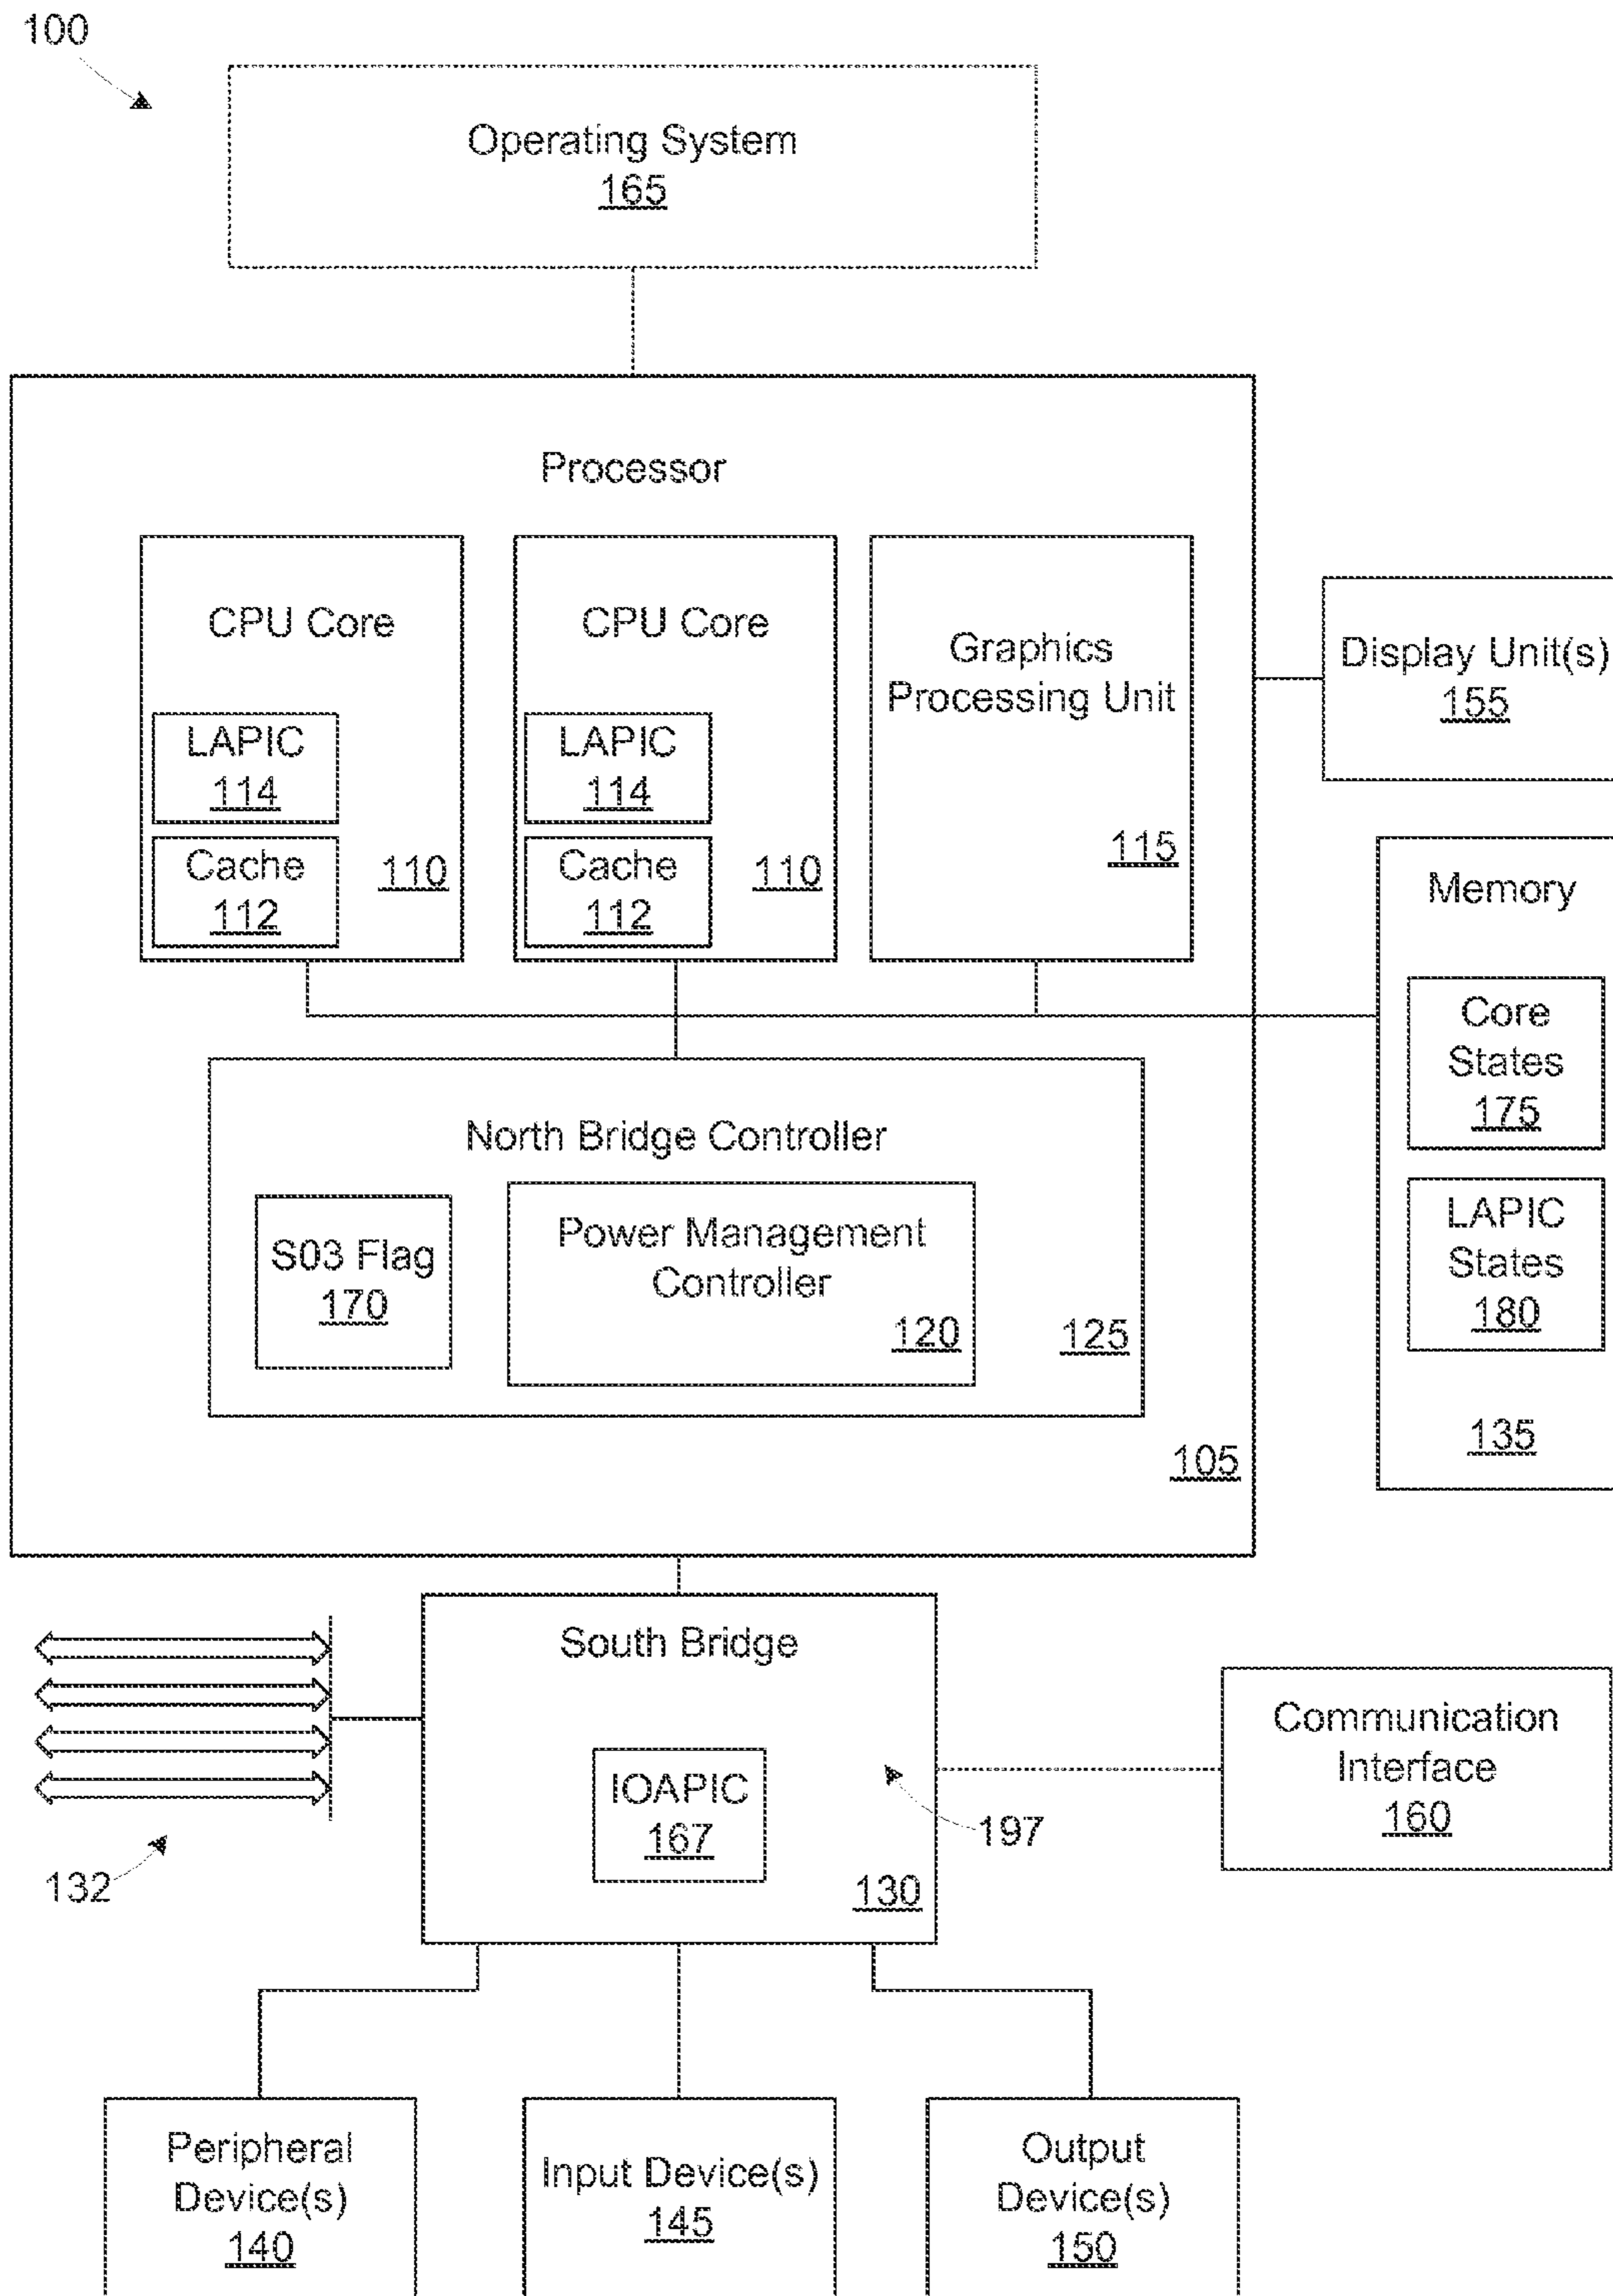 100
Operating System
165
Processor
CPU Core
LAPIC
114
Cache
112
110
CPU Core
LAPIC
114
Cache
112
110
Graphics
Processing Unit
115
Display Unit(s)
155
Memory
Core
States
175
LAPIC
States
180
135
North Bridge Controller
S03 Flag
170
Power Management
Controller
120
125
105
South Bridge
IOAPIC
167
130
197
132
Communication
Interface
160
Peripheral
Device(s)
140
Input Device(s)
145
Output
Device(s)
150